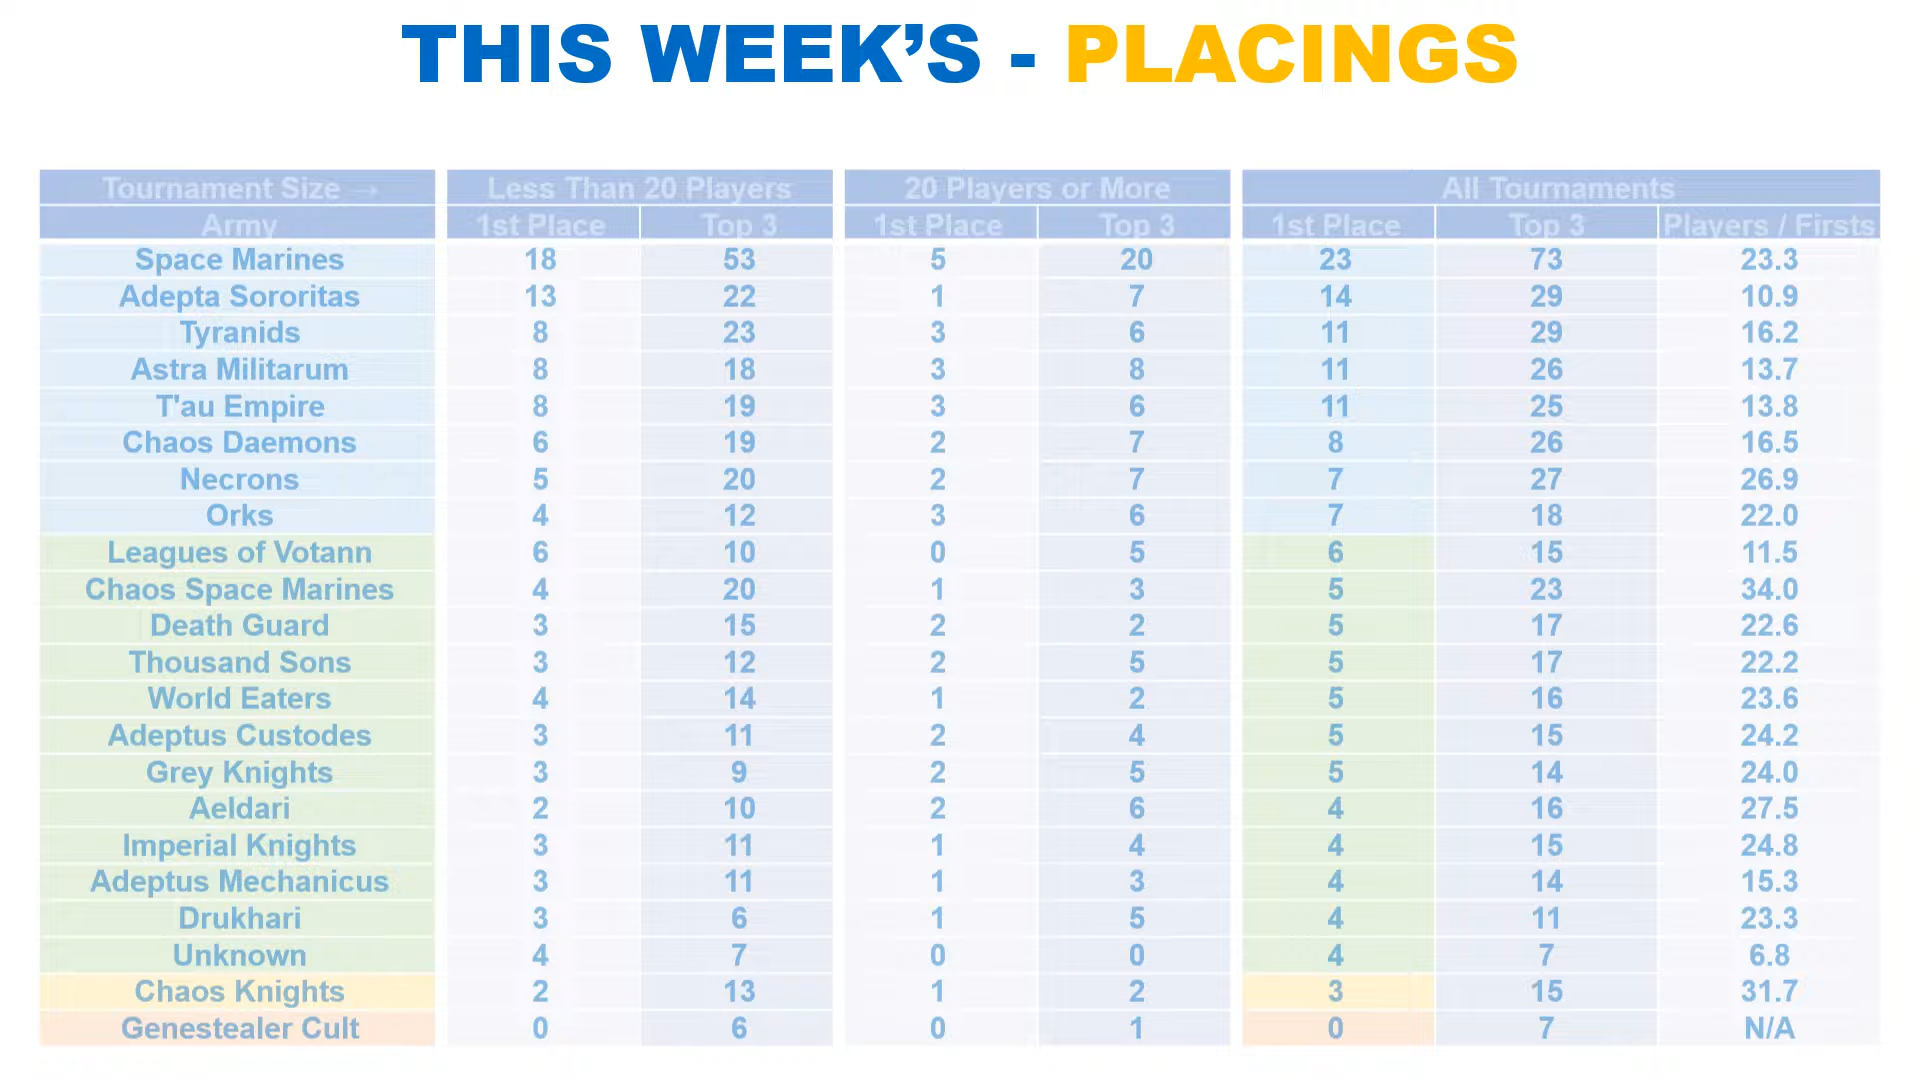 THIS WEEK’S - PLACINGS
Tournament Size → Less Than 20 Players 20 Players or More All Tournaments
Army 1st Place Top 3 1st Place Top 3 1st Place Top 3 Players / Firsts
Space Marines 18 53 5 20 23 73 23.3
Adepta Sororitas 13 22 1 7 14 29 10.9
Tyranids 8 23 3 6 11 29 16.2
Astra Militarum 8 18 3 8 11 26 13.7
T'au Empire 8 19 3 6 11 25 13.8
Chaos Daemons 6 19 2 7 8 26 16.5
Necrons 5 20 2 7 7 27 26.9
Orks 4 12 3 6 7 18 22.0
Leagues of Votann 6 10 0 5 6 15 11.5
Chaos Space Marines 4 20 1 3 5 23 34.0
Death Guard 3 15 2 2 5 17 22.6
Thousand Sons 3 12 2 5 5 17 22.2
World Eaters 4 14 1 2 5 16 23.6
Adeptus Custodes 3 11 2 4 5 15 24.2
Grey Knights 3 9 2 5 5 14 24.0
Aeldari 2 10 2 6 4 16 27.5
Imperial Knights 3 11 1 4 4 15 24.8
Adeptus Mechanicus 3 11 1 3 4 14 15.3
Drukhari 3 6 1 5 4 11 23.3
Unknown 4 7 0 0 4 7 6.8
Chaos Knights 2 13 1 2 3 15 31.7
Genestealer Cult 0 6 0 1 0 7 N/A